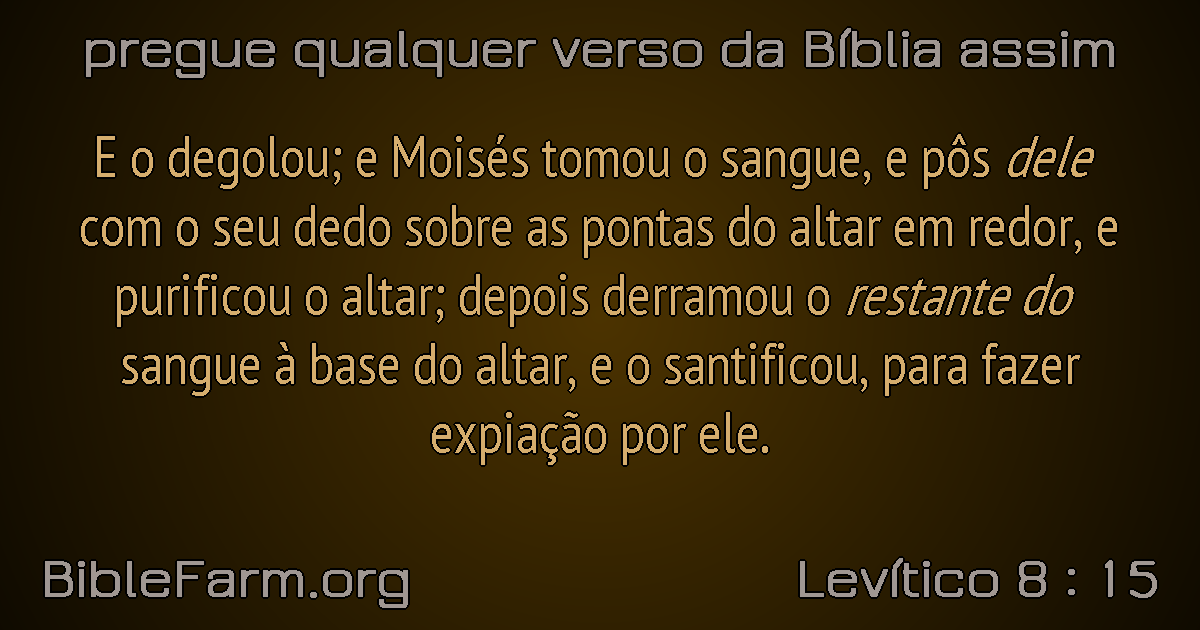 pregue qualquer verso da Bíblia assim
E o degolou; e Moisés tomou o sangue, e pôs dele
com o seu dedo sobre as pontas do altar em redor, e
purificou o altar; depois derramou o restante do
sangue à base do altar, e o santificou, para fazer
expiação por ele.
BibleFarm.org
Levítico 8 : 15